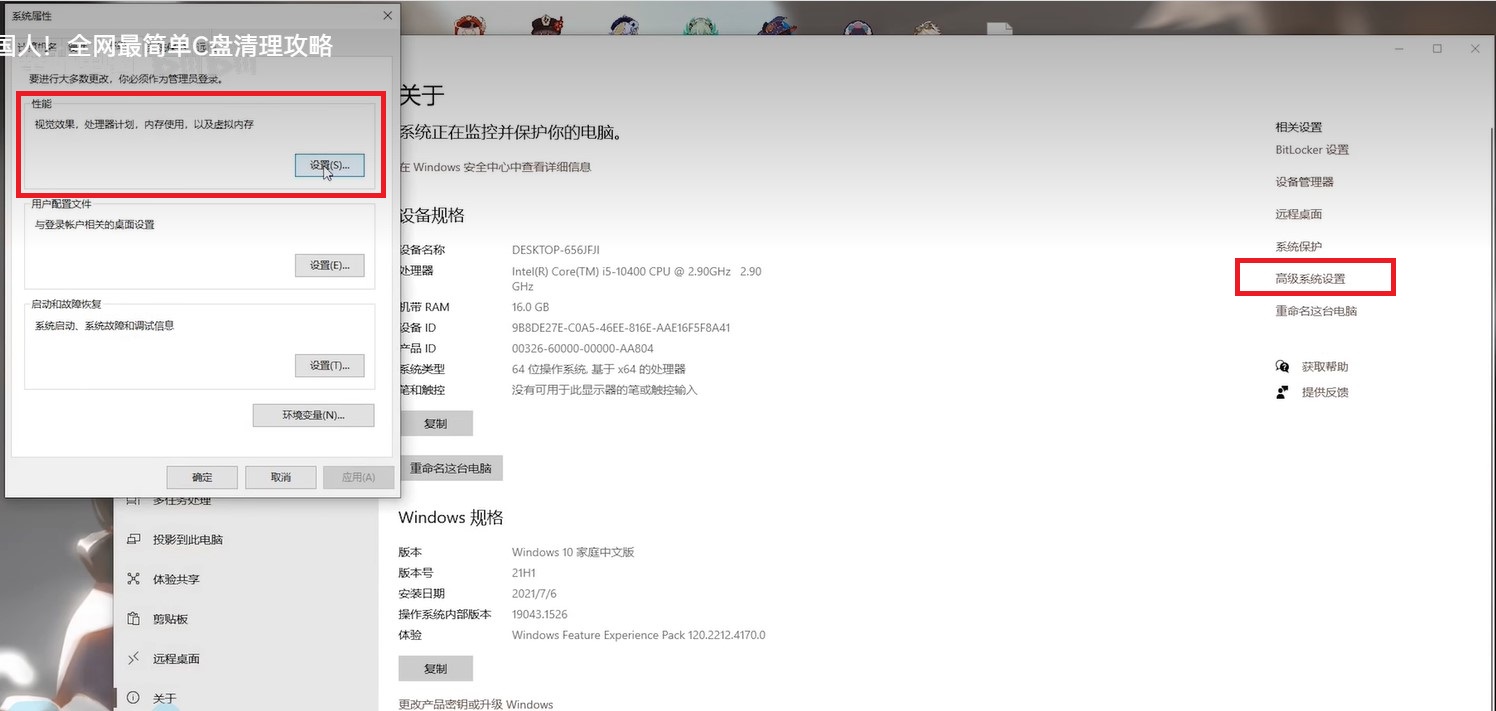 系统属性
国人！全网最简单C盘清理攻略
要进行大多数更改，你必须作为管理员登录。
性能
视觉效果，处理器计划，内存使用，以及虚拟内存
设置(S)...
用户配置文件
与登录帐户相关的桌面设置
设置(E)...
启动和故障恢复
系统启动、系统故障和调试信息
设置(T)...
环境变量(N)...
确定
取消
应用(A)
多任务处理
投影到此电脑
体验共享
剪贴板
远程桌面
关于
关于
系统正在监控并保护你的电脑。
在 Windows 安全中心中查看详细信息
设备规格
设备名称 DESKTOP-656JFJI
处理器 Intel(R) Core(TM) i5-10400 CPU @ 2.90GHz 2.90
GHz
机带 RAM 16.0 GB
设备 ID 9B8DE27E-C0A5-46EE-816E-AAE16F5F8A41
产品 ID 00326-60000-00000-AA804
系统类型 64 位操作系统, 基于 x64 的处理器
笔和触控 没有可用于此显示器的笔或触控输入
复制
重命名这台电脑
Windows 规格
版本 Windows 10 家庭中文版
版本号 21H1
安装日期 2021/7/6
操作系统内部版本 19043.1526
体验 Windows Feature Experience Pack 120.2212.4170.0
复制
更改产品密钥或升级 Windows
相关设置
BitLocker 设置
设备管理器
远程桌面
系统保护
高级系统设置
重命名这台电脑
获取帮助
提供反馈